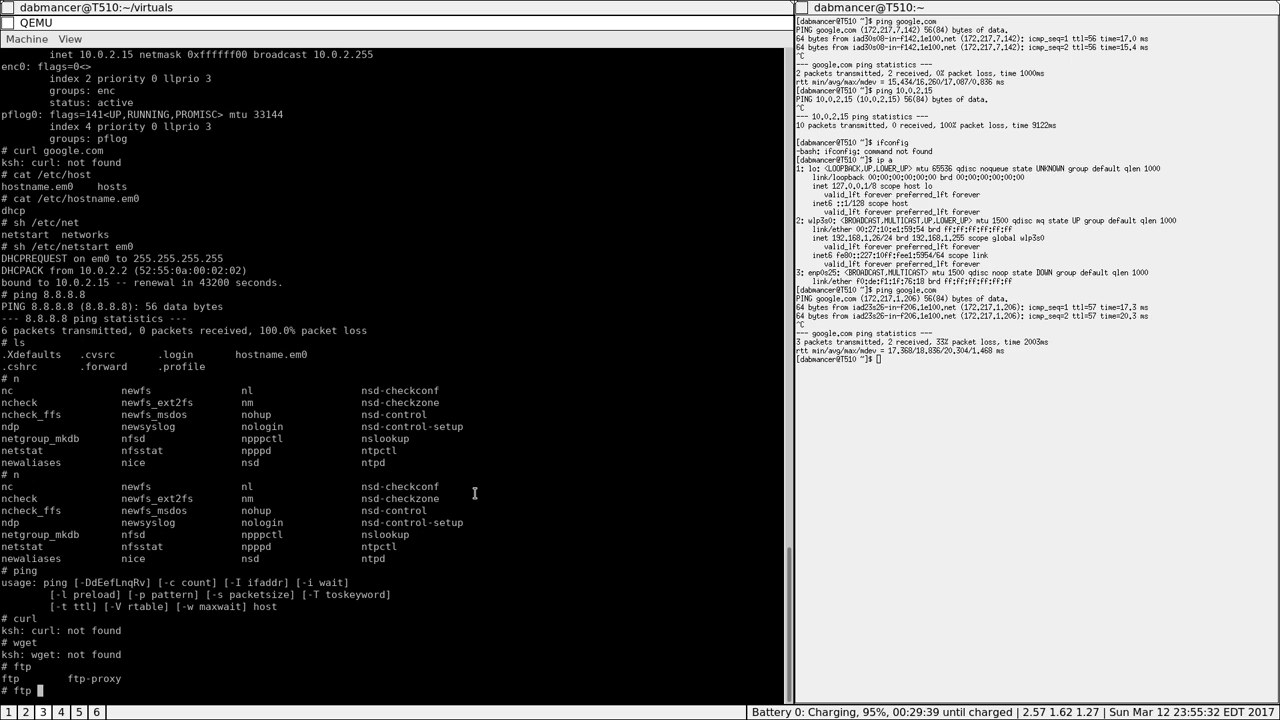 dabmancer@T510:~/virtuals
QEMU
Machine View
inet 10.0.2.15 netmask 0xffffff00 broadcast 10.0.2.255
enc0: flags=0<>
index 2 priority 0 llprio 3
groups: enc
status: active
pflog0: flags=141<UP,RUNNING,PROMISC> mtu 33144
index 4 priority 0 llprio 3
groups: pflog
# curl google.com
ksh: curl: not found
# cat /etc/host
hostname.em0 hosts
# cat /etc/hostname.em0
dhcp
# sh /etc/net
netstart networks
# sh /etc/netstart em0
DHCPREQUEST on em0 to 255.255.255.255
DHCPACK from 10.0.2.2 (52:55:0a:00:02:02)
bound to 10.0.2.15 -- renewal in 43200 seconds.
# ping 8.8.8.8
PING 8.8.8.8 (8.8.8.8): 56 data bytes
--- 8.8.8.8 ping statistics ---
6 packets transmitted, 0 packets received, 100.0% packet loss
# ls
.Xdefaults .cvsrc .login hostname.em0
.cshrc .forward .profile
# n
nc newfs nl nsd-checkconf
ncheck newfs_ext2fs nm nsd-checkzone
ncheck_ffs newfs_msdos nohup nsd-control
ndp newsyslog nologin nsd-control-setup
netgroup_mkdb nfsd npppctl nslookup
netstat nfsstat npppd ntpctl
newaliases nice nsd ntpd
# n
nc newfs nl nsd-checkconf
ncheck newfs_ext2fs nm nsd-checkzone
ncheck_ffs newfs_msdos nohup nsd-control
ndp newsyslog nologin nsd-control-setup
netgroup_mkdb nfsd npppctl nslookup
netstat nfsstat npppd ntpctl
newaliases nice nsd ntpd
# ping
usage: ping [-DdEefLnqRv] [-c count] [-I ifaddr] [-i wait]
[-l preload] [-p pattern] [-s packetsize] [-T toskeyword]
[-t ttl] [-V rtable] [-w maxwait] host
# curl
ksh: curl: not found
# wget
ksh: wget: not found
# ftp
ftp ftp-proxy
# ftp
dabmancer@T510:~
[dabmancer@T510 ~]$ ping google.com
PING google.com (172.217.7.142) 56(84) bytes of data.
64 bytes from iad30s08-in-f142.1e100.net (172.217.7.142): icmp_seq=1 ttl=56 time=17.0 ms
64 bytes from iad30s08-in-f142.1e100.net (172.217.7.142): icmp_seq=2 ttl=56 time=15.4 ms
^C
--- google.com ping statistics ---
2 packets transmitted, 2 received, 0% packet loss, time 1000ms
rtt min/avg/max/mdev = 15.434/16.260/17.087/0.836 ms
[dabmancer@T510 ~]$ ping 10.0.2.15
PING 10.0.2.15 (10.0.2.15) 56(84) bytes of data.
^C
--- 10.0.2.15 ping statistics ---
10 packets transmitted, 0 received, 100% packet loss, time 9122ms
[dabmancer@T510 ~]$ ifconfig
-bash: ifconfig: command not found
[dabmancer@T510 ~]$ ip a
1: lo: <LOOPBACK,UP,LOWER_UP> mtu 65536 qdisc noqueue state UNKNOWN group default qlen 1000
link/loopback 00:00:00:00:00:00 brd 00:00:00:00:00:00
inet 127.0.0.1/8 scope host lo
valid_lft forever preferred_lft forever
inet6 ::1/128 scope host
valid_lft forever preferred_lft forever
2: wlp3s0: <BROADCAST,MULTICAST,UP,LOWER_UP> mtu 1500 qdisc mq state UP group default qlen 1000
link/ether 00:27:10:e1:59:54 brd ff:ff:ff:ff:ff:ff
inet 192.168.1.26/24 brd 192.168.1.255 scope global wlp3s0
valid_lft forever preferred_lft forever
inet6 fe80::227:10ff:fee1:5954/64 scope link
valid_lft forever preferred_lft forever
3: enp0s25: <BROADCAST,MULTICAST> mtu 1500 qdisc noop state DOWN group default qlen 1000
link/ether f0:de:f1:1f:76:18 brd ff:ff:ff:ff:ff:ff
[dabmancer@T510 ~]$ ping google.com
PING google.com (172.217.1.206) 56(84) bytes of data.
64 bytes from iad23s26-in-f206.1e100.net (172.217.1.206): icmp_seq=1 ttl=57 time=17.3 ms
64 bytes from iad23s26-in-f206.1e100.net (172.217.1.206): icmp_seq=2 ttl=57 time=20.3 ms
^C
--- google.com ping statistics ---
3 packets transmitted, 2 received, 33% packet loss, time 2003ms
rtt min/avg/max/mdev = 17.368/18.836/20.304/1.468 ms
[dabmancer@T510 ~]$
1 2 3 4 5 6
Battery 0: Charging, 95%, 00:29:39 until charged | 2.57 1.62 1.27 | Sun Mar 12 23:55:32 EDT 2017